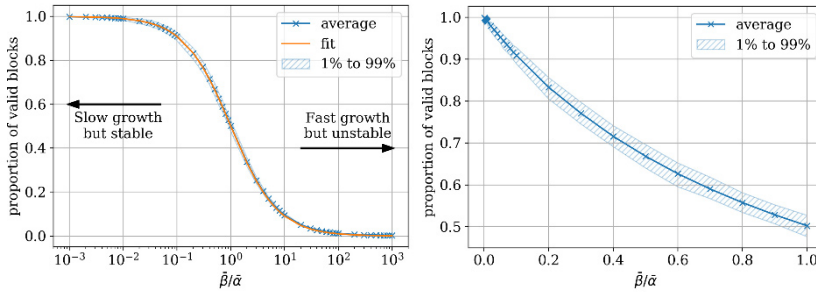 1.0
0.8
0.6
0.4
0.2
0.0
proportion of valid blocks
average
fit
1% to 99%
Slow growth
but stable
Fast growth
but unstable
10⁻³ 10⁻² 10⁻¹ 10⁰ 10¹ 10² 10³
β̄/ᾱ
1.0
0.9
0.8
0.7
0.6
0.5
proportion of valid blocks
average
1% to 99%
0.0 0.2 0.4 0.6 0.8 1.0
β̄/ᾱ